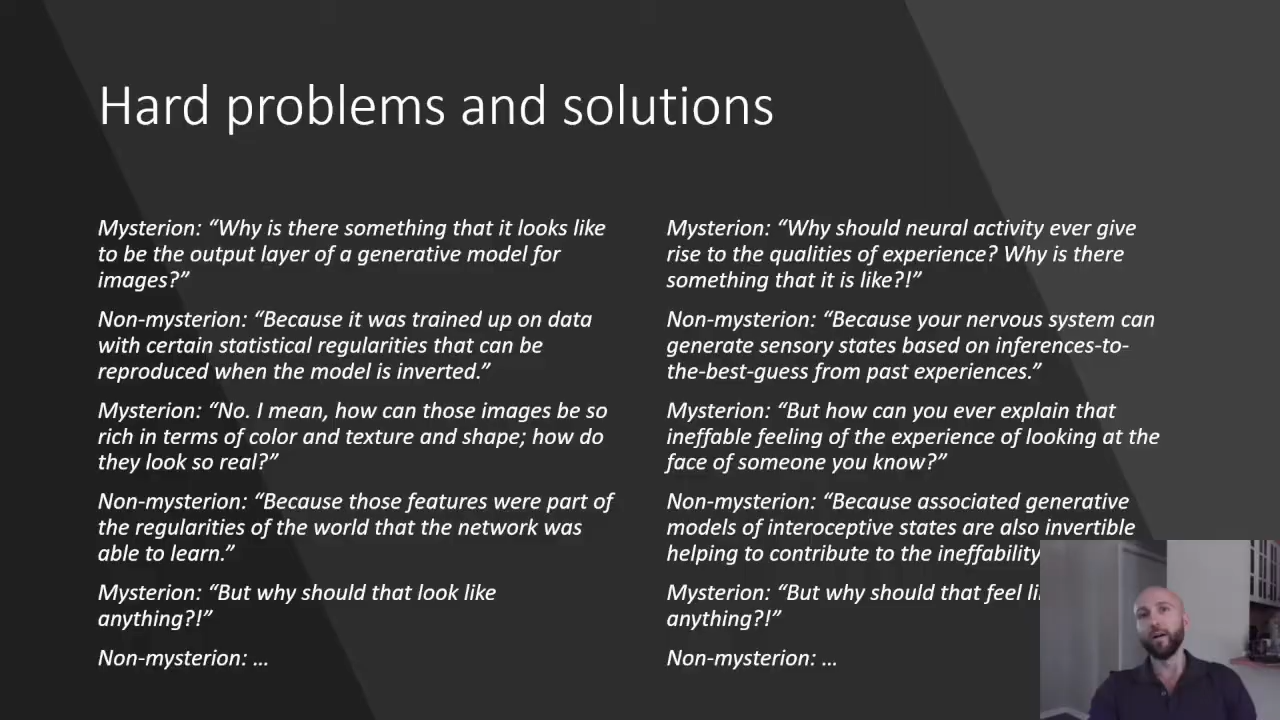 Hard problems and solutions
Mysterion: “Why is there something that it looks like
to be the output layer of a generative model for
images?”
Non-mysterion: “Because it was trained up on data
with certain statistical regularities that can be
reproduced when the model is inverted.”
Mysterion: “No. I mean, how can those images be so
rich in terms of color and texture and shape; how do
they look so real?”
Non-mysterion: “Because those features were part of
the regularities of the world that the network was
able to learn.”
Mysterion: “But why should that look like
anything?!”
Non-mysterion: …
Mysterion: “Why should neural activity ever give
rise to the qualities of experience? Why is there
something that it is like?!”
Non-mysterion: “Because your nervous system can
generate sensory states based on inferences-to-
the-best-guess from past experiences.”
Mysterion: “But how can you ever explain that
ineffable feeling of the experience of looking at the
face of someone you know?”
Non-mysterion: “Because associated generative
models of interoceptive states are also invertible
helping to contribute to the ineffability
Mysterion: “But why should that feel
anything?!”
Non-mysterion: …